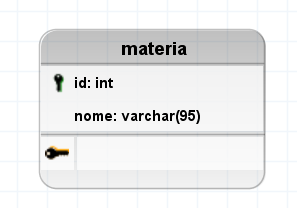 materia
id: int
nome: varchar(95)